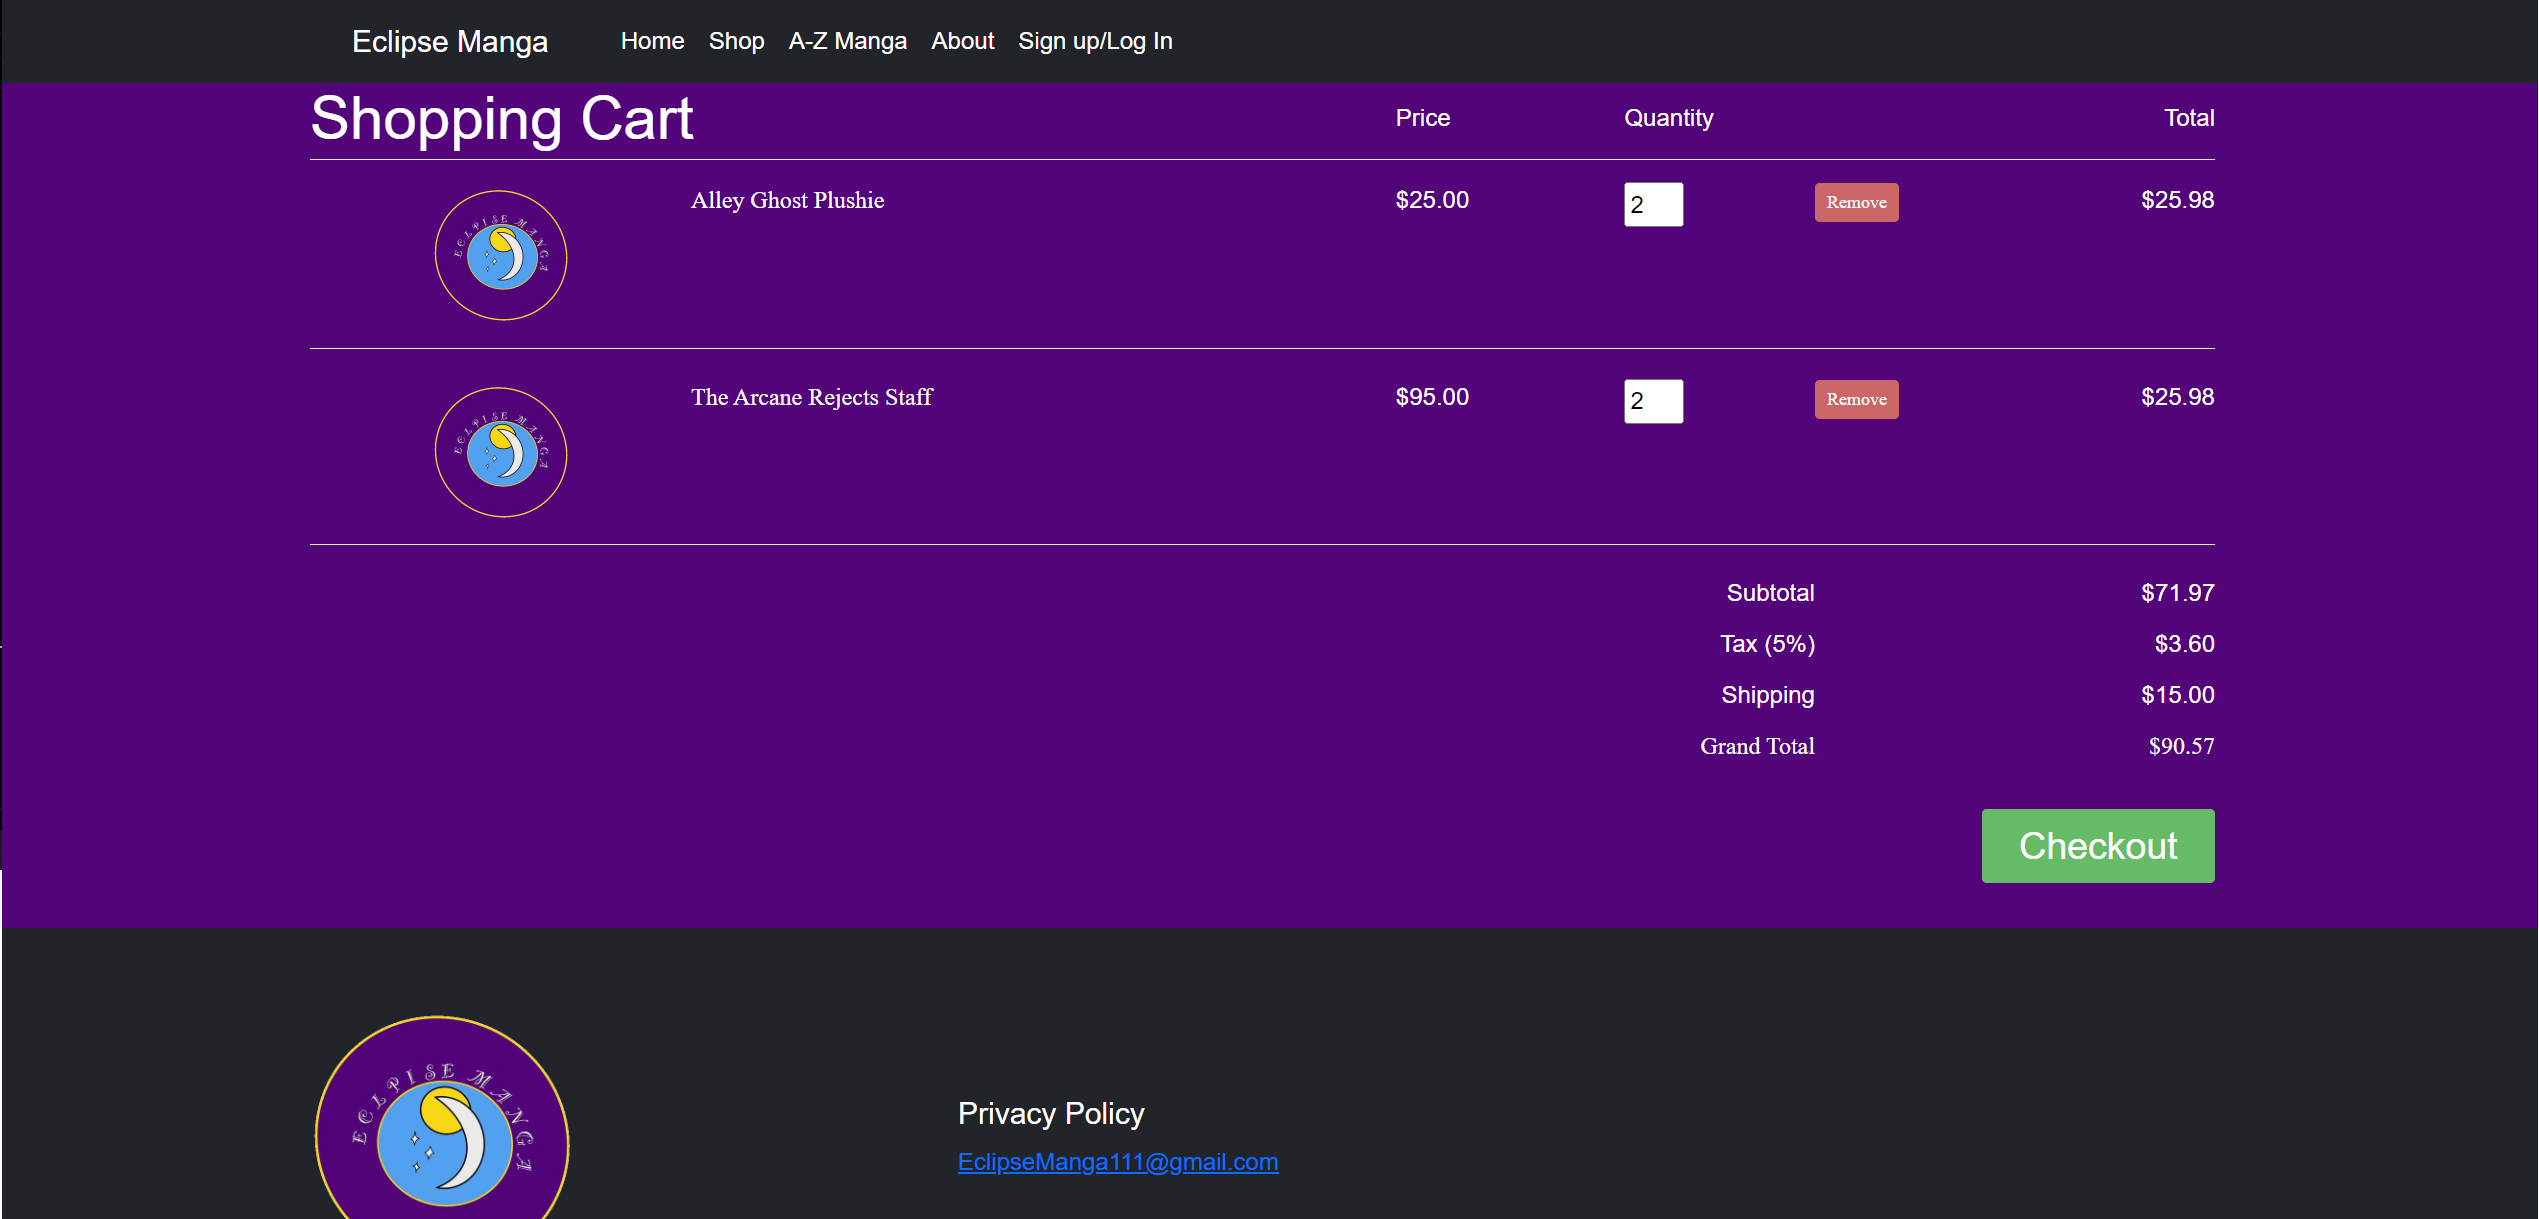 Eclipse Manga Home Shop A-Z Manga About Sign up/Log In
Shopping Cart Price Quantity Total
ECLPISE MANGA
Alley Ghost Plushie $25.00 2 Remove $25.98
ECLPISE MANGA
The Arcane Rejects Staff $95.00 2 Remove $25.98
Subtotal $71.97
Tax (5%) $3.60
Shipping $15.00
Grand Total $90.57
Checkout
ECLPISE MANGA
Privacy Policy
EclipseManga111@gmail.com